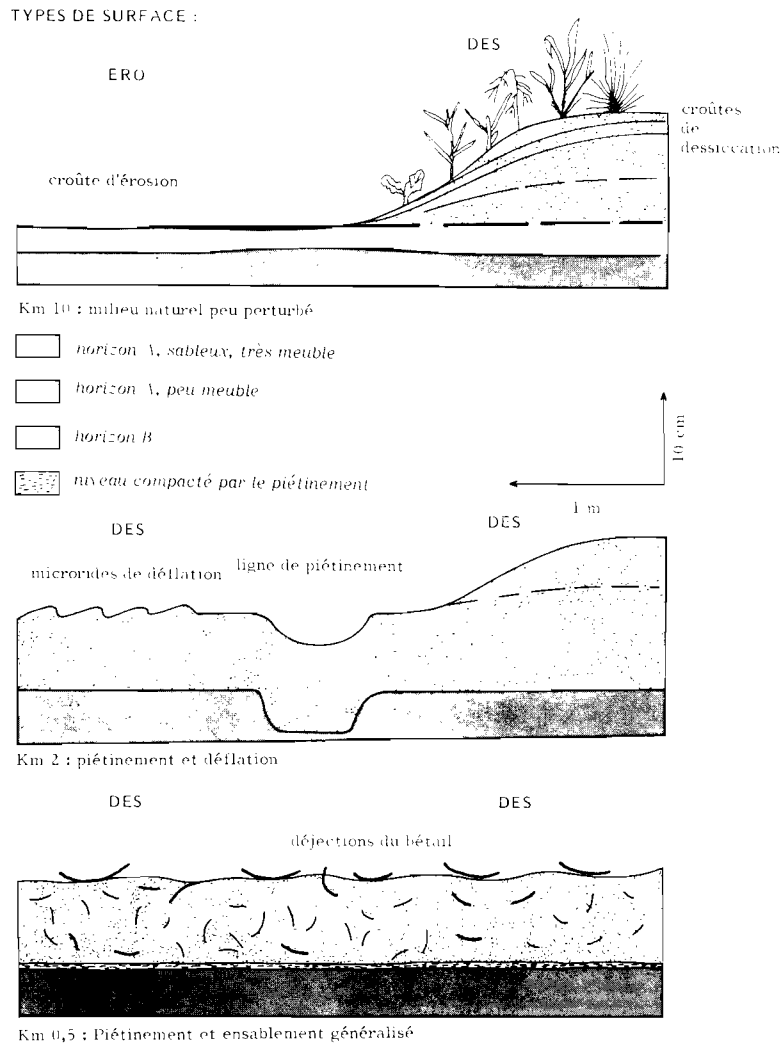 TYPES DE SURFACE :
DES
ERO
croûtes
de
dessiccation
croûte d'érosion
Km 10 : milieu naturel peu perturbé
horizon A, sableux, très meuble
horizon A, peu meuble
horizon B
niveau compacté par le piétinement
10 cm
1 m
DES
DES
microrides de déflation
ligne de piétinement
Km 2 : piétinement et déflation
DES
DES
déjections du bétail
Km 0,5 : Piétinement et ensablement généralisé